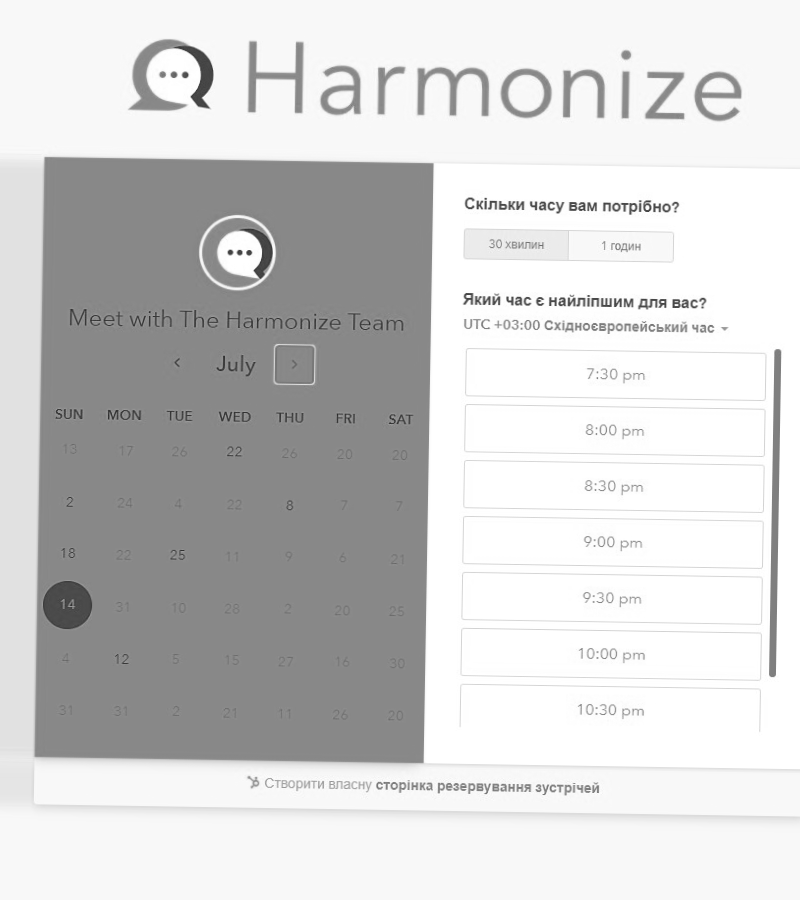 Harmonize
Meet with The Harmonize Team
July
SUN MON TUE WED THU FRI SAT
13 17 26 22 26 20 20
2 24 4 22 8 7 7
18 22 25 11 9 6 21
14 31 10 28 2 20 25
4 12 5 15 27 16 30
31 31 2 21 11 26 20
Скільки часу вам потрібно?
30 хвилин 1 годин
Який час є найліпшим для вас?
UTC +03:00 Східноєвропейський час
7:30 pm
8:00 pm
8:30 pm
9:00 pm
9:30 pm
10:00 pm
10:30 pm
Створити власну сторінка резервування зустрічей